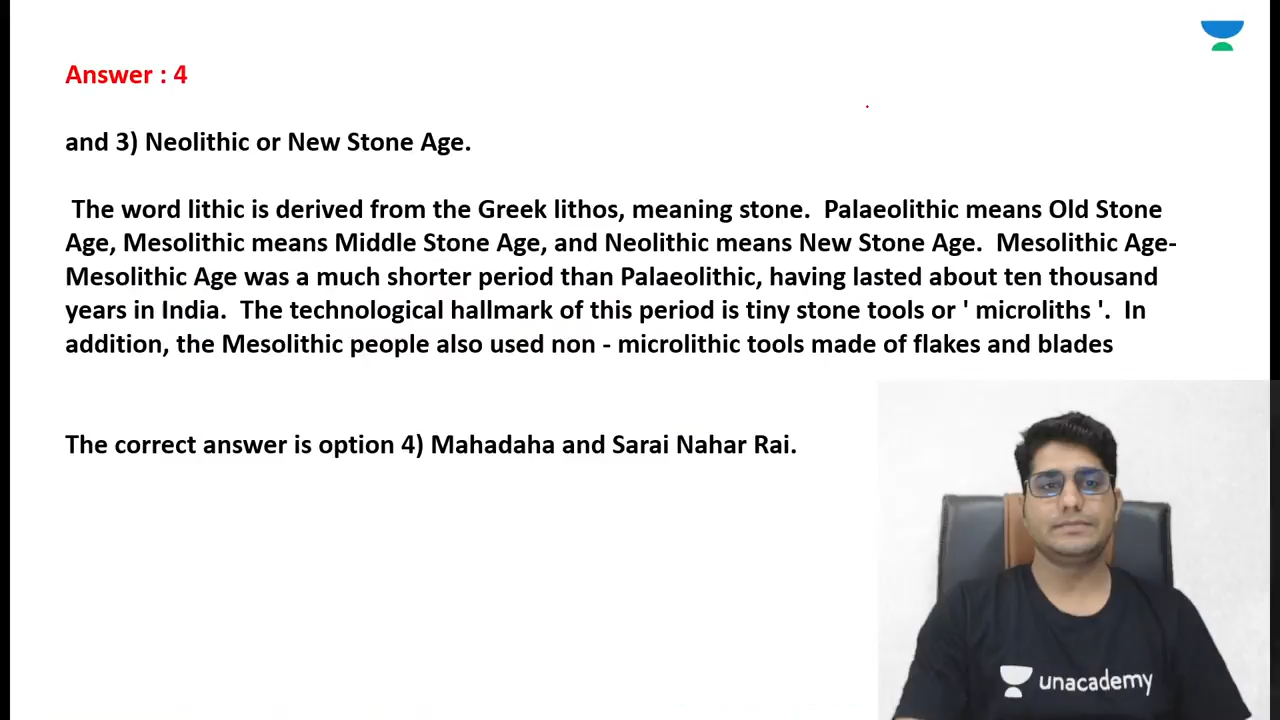 Answer : 4
and 3) Neolithic or New Stone Age.
The word lithic is derived from the Greek lithos, meaning stone.  Palaeolithic means Old Stone
Age, Mesolithic means Middle Stone Age, and Neolithic means New Stone Age.  Mesolithic Age-
Mesolithic Age was a much shorter period than Palaeolithic, having lasted about ten thousand
years in India.  The technological hallmark of this period is tiny stone tools or ' microliths '.  In
addition, the Mesolithic people also used non - microlithic tools made of flakes and blades
The correct answer is option 4) Mahadaha and Sarai Nahar Rai.
unacademy